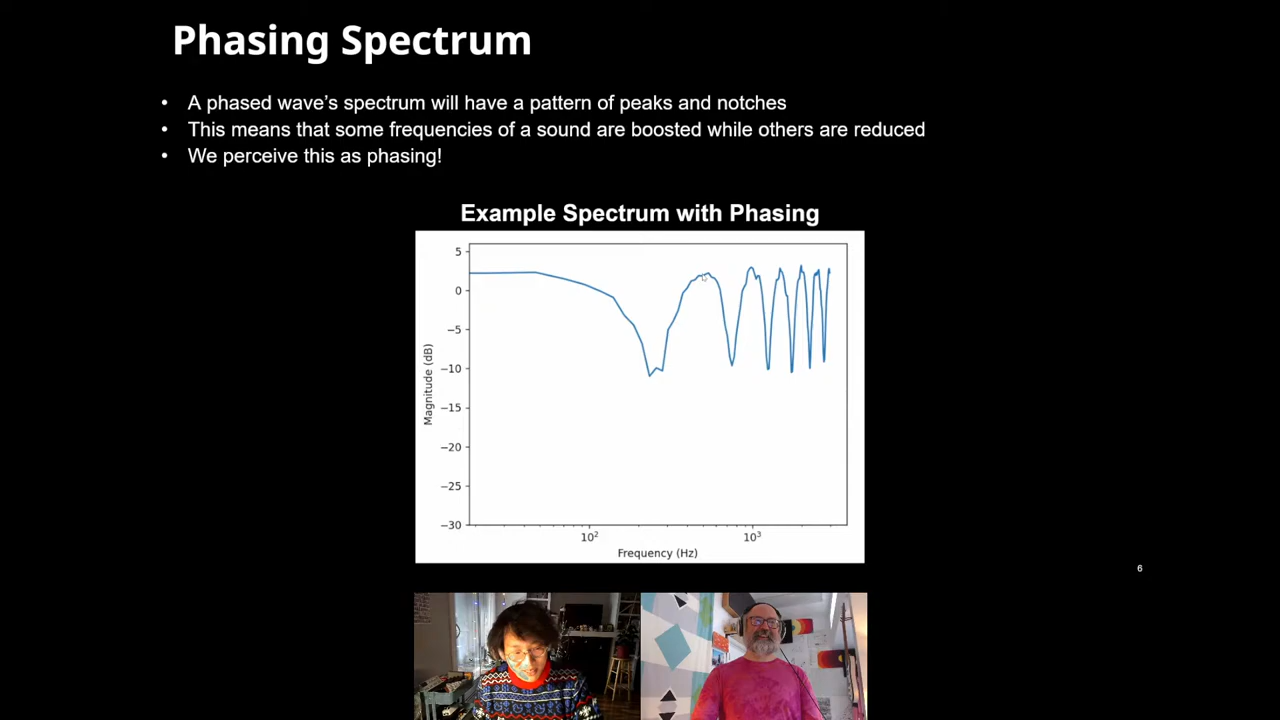 Phasing Spectrum
• A phased wave’s spectrum will have a pattern of peaks and notches
• This means that some frequencies of a sound are boosted while others are reduced
• We perceive this as phasing!
Example Spectrum with Phasing
5
0
−5
−10
−15
−20
−25
−30
Magnitude (dB)
10² 10³
Frequency (Hz)
6